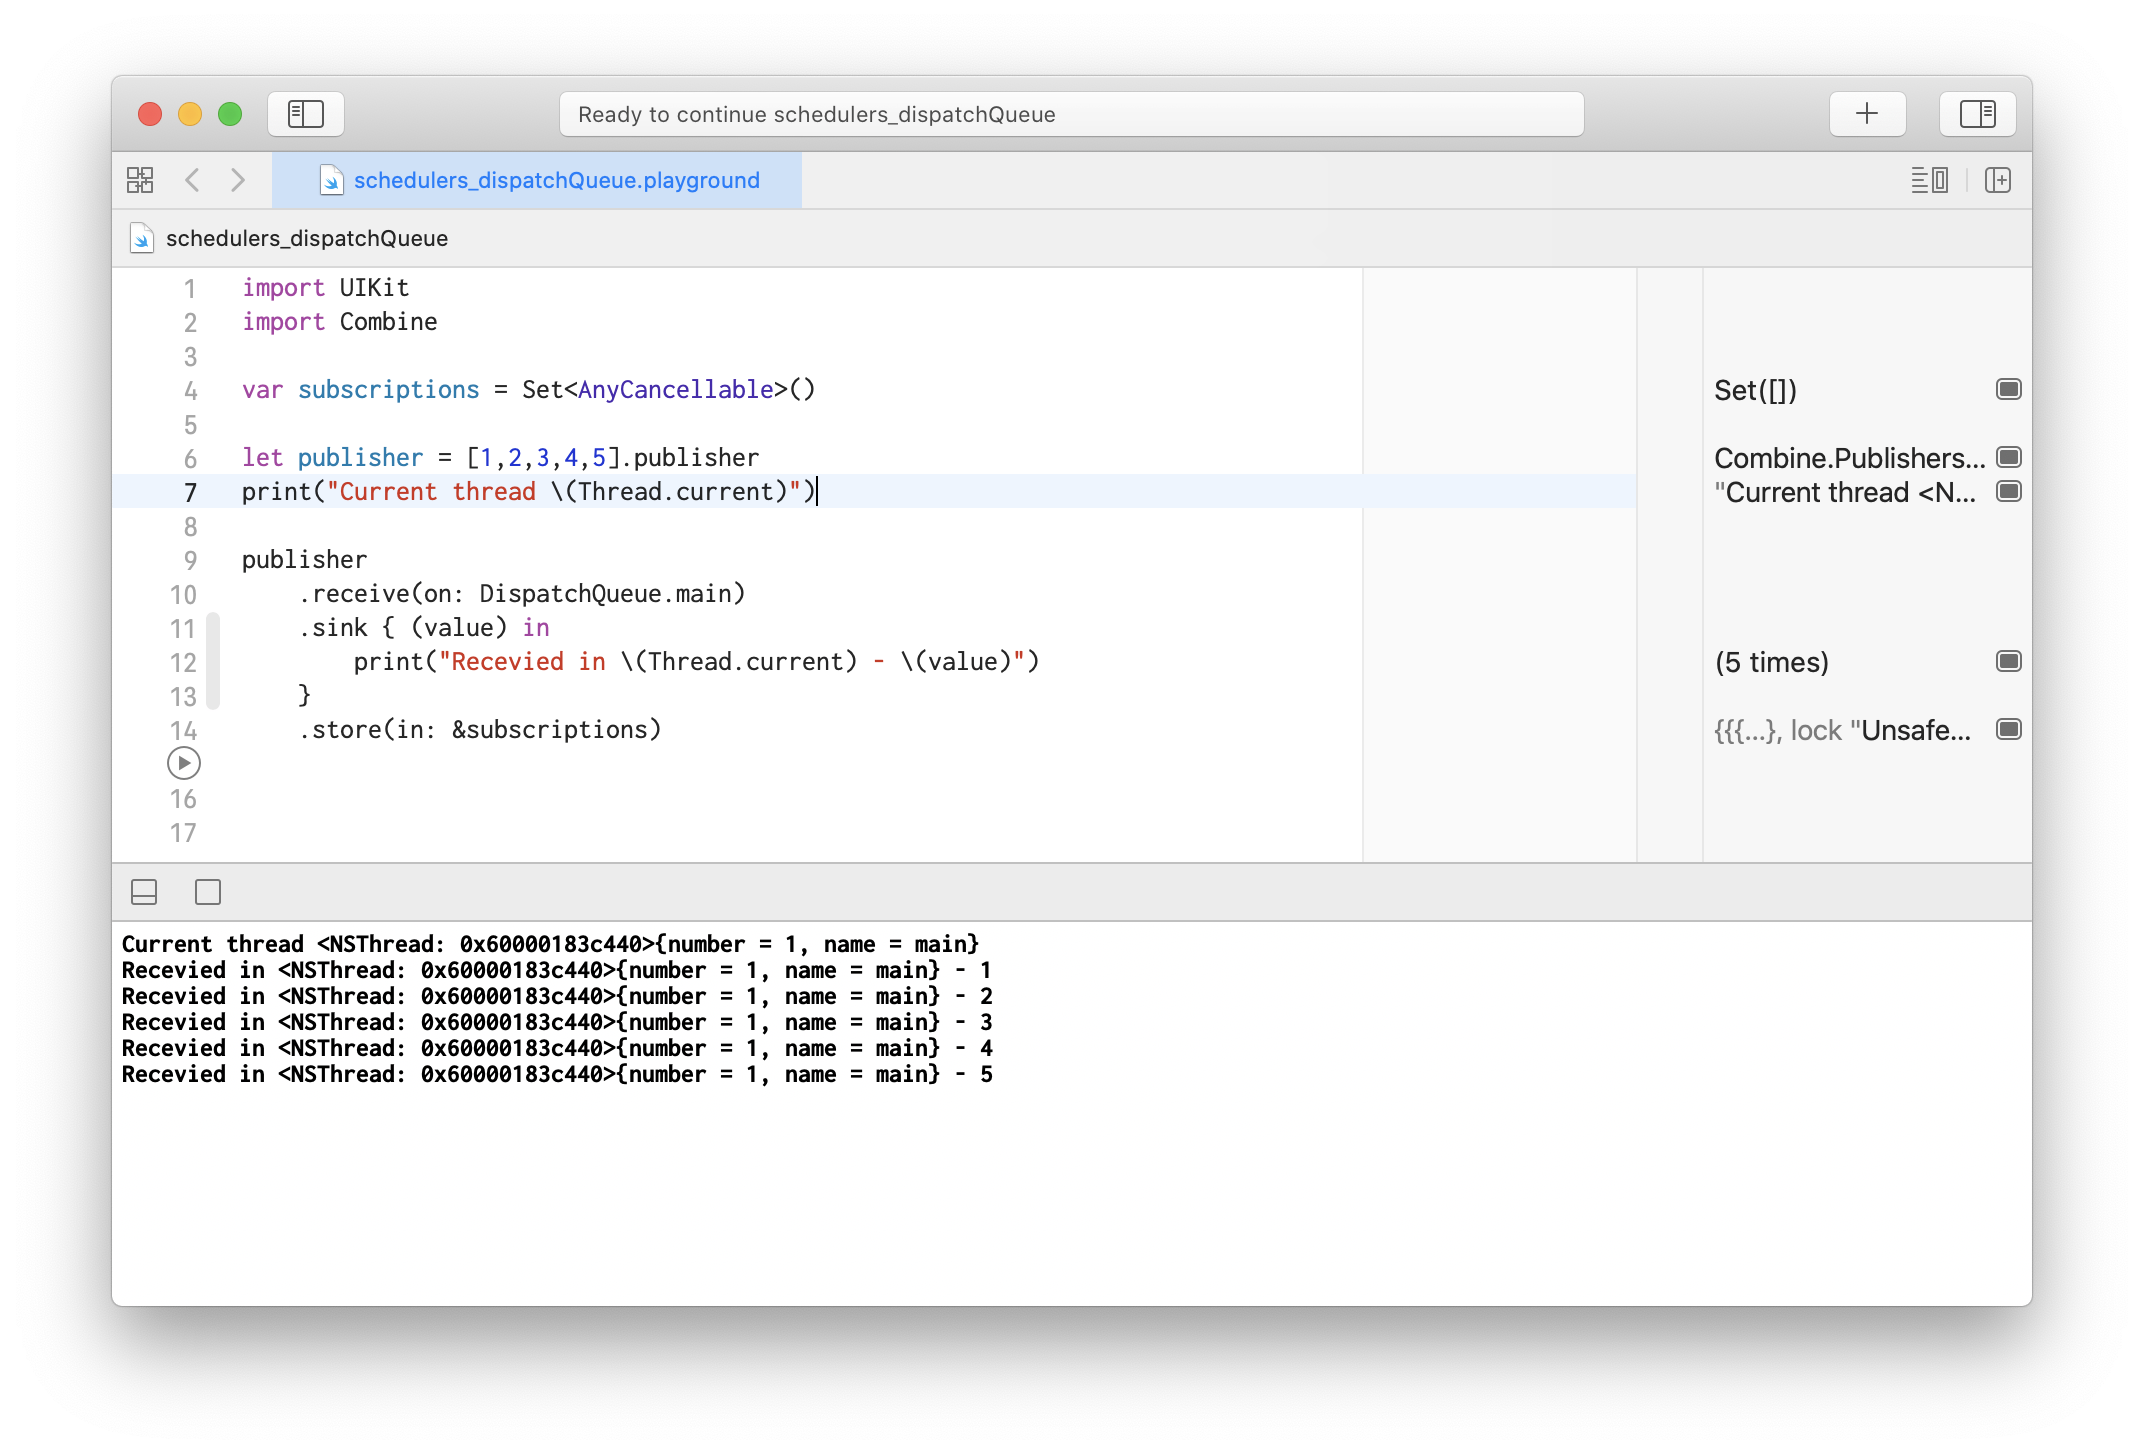 Ready to continue schedulers_dispatchQueue
schedulers_dispatchQueue.playground
schedulers_dispatchQueue
1 import UIKit
2 import Combine
3
4 var subscriptions = Set<AnyCancellable>() Set([])
5
6 let publisher = [1,2,3,4,5].publisher Combine.Publishers...
7 print("Current thread \(Thread.current)") "Current thread <N...
8
9 publisher
10     .receive(on: DispatchQueue.main)
11     .sink { (value) in
12         print("Recevied in \(Thread.current) - \(value)") (5 times)
13     }
14     .store(in: &subscriptions) {{{...}, lock "Unsafe...
16
17
Current thread <NSThread: 0x60000183c440>{number = 1, name = main}
Recevied in <NSThread: 0x60000183c440>{number = 1, name = main} - 1
Recevied in <NSThread: 0x60000183c440>{number = 1, name = main} - 2
Recevied in <NSThread: 0x60000183c440>{number = 1, name = main} - 3
Recevied in <NSThread: 0x60000183c440>{number = 1, name = main} - 4
Recevied in <NSThread: 0x60000183c440>{number = 1, name = main} - 5